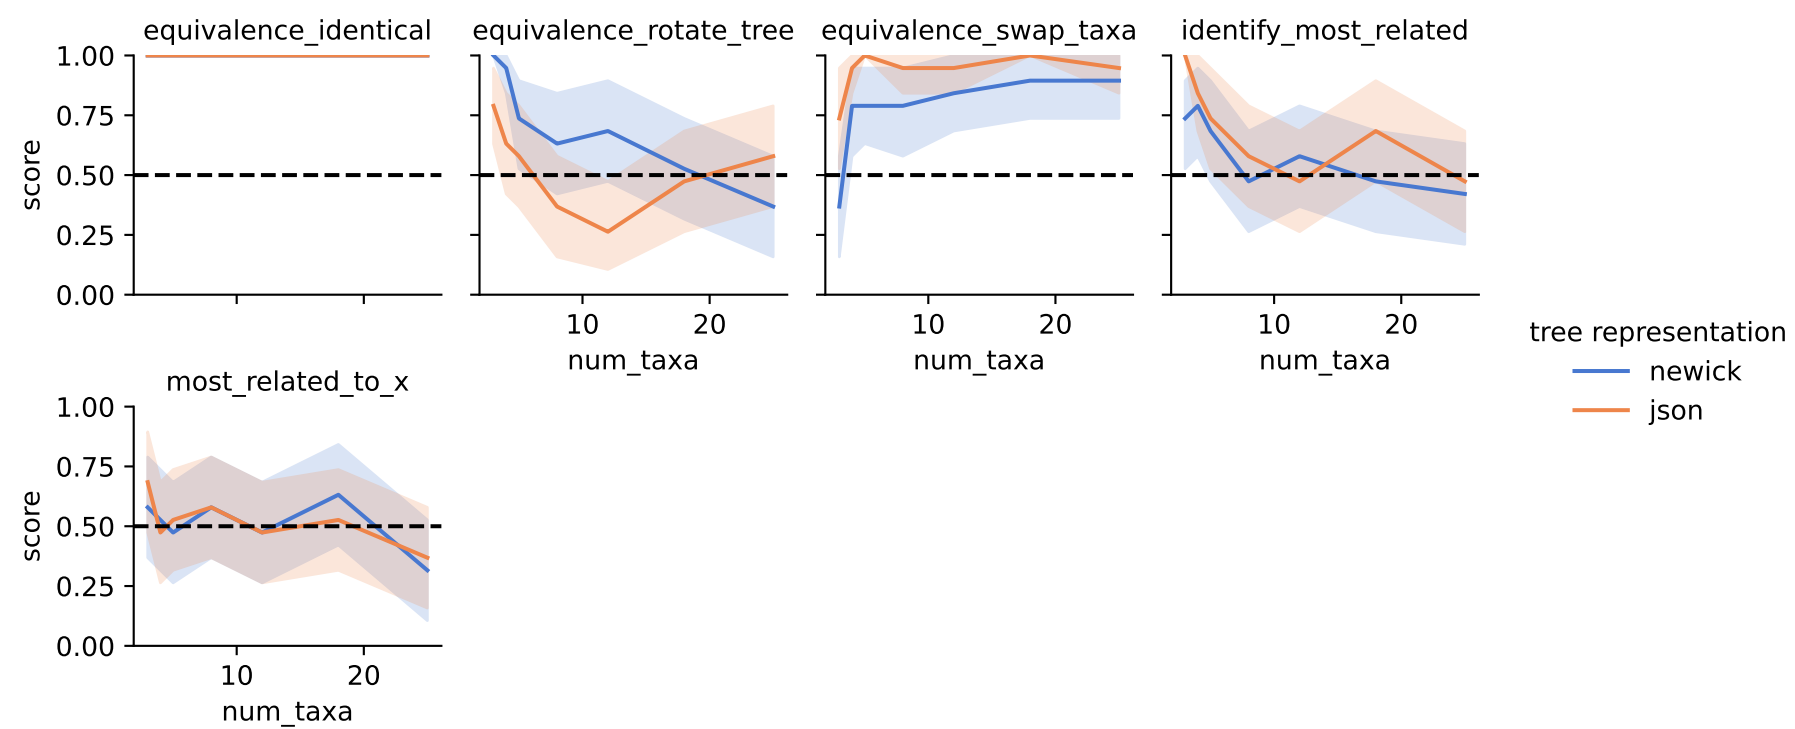 equivalence_identical
equivalence_rotate_tree
equivalence_swap_taxa
identify_most_related
1.00
0.75
0.50
0.25
0.00
score
10
20
10
20
10
20
num_taxa
num_taxa
num_taxa
tree representation
newick
json
most_related_to_x
1.00
0.75
0.50
0.25
0.00
score
10
20
num_taxa